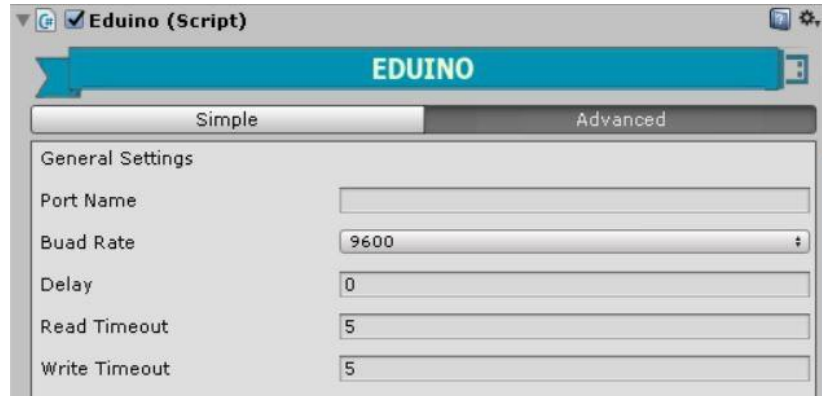 Eduino (Script)
EDUINO
Simple Advanced
General Settings
Port Name
Buad Rate 9600
Delay 0
Read Timeout 5
Write Timeout 5